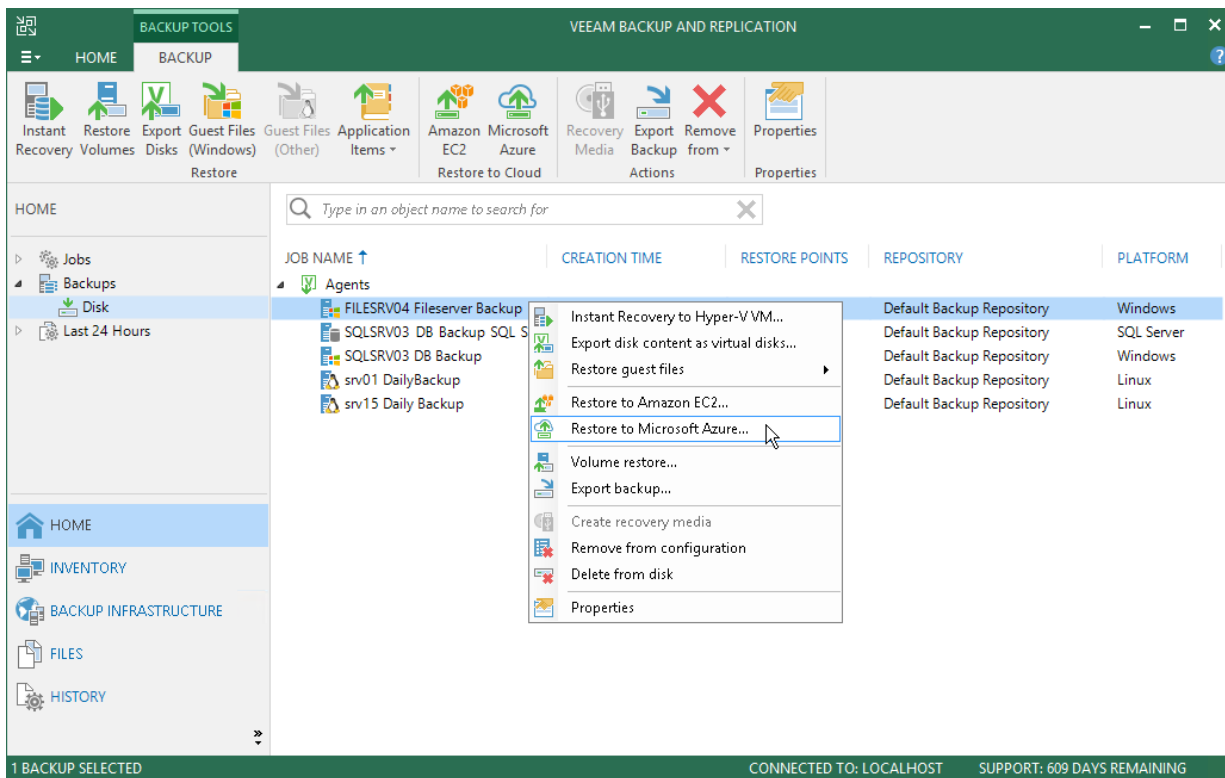 BACKUP TOOLS
VEEAM BACKUP AND REPLICATION
HOME
BACKUP
Instant Recovery
Restore Volumes
Export Disks
Guest Files (Windows)
Guest Files (Other)
Application Items
Amazon EC2
Microsoft Azure
Recovery Media
Export Backup
Remove from
Properties
Restore
Restore to Cloud
Actions
Properties
HOME
Type in an object name to search for
Jobs
Backups
Disk
Last 24 Hours
JOB NAME
CREATION TIME
RESTORE POINTS
REPOSITORY
PLATFORM
Agents
FILESRV04 Fileserver Backup
Default Backup Repository
Windows
SQLSRV03 DB Backup SQL S
Default Backup Repository
SQL Server
SQLSRV03 DB Backup
Default Backup Repository
Windows
srv01 DailyBackup
Default Backup Repository
Linux
srv15 Daily Backup
Default Backup Repository
Linux
Instant Recovery to Hyper-V VM...
Export disk content as virtual disks...
Restore guest files
Restore to Amazon EC2...
Restore to Microsoft Azure...
Volume restore...
Export backup...
Create recovery media
Remove from configuration
Delete from disk
Properties
HOME
INVENTORY
BACKUP INFRASTRUCTURE
FILES
HISTORY
1 BACKUP SELECTED
CONNECTED TO: LOCALHOST
SUPPORT: 609 DAYS REMAINING